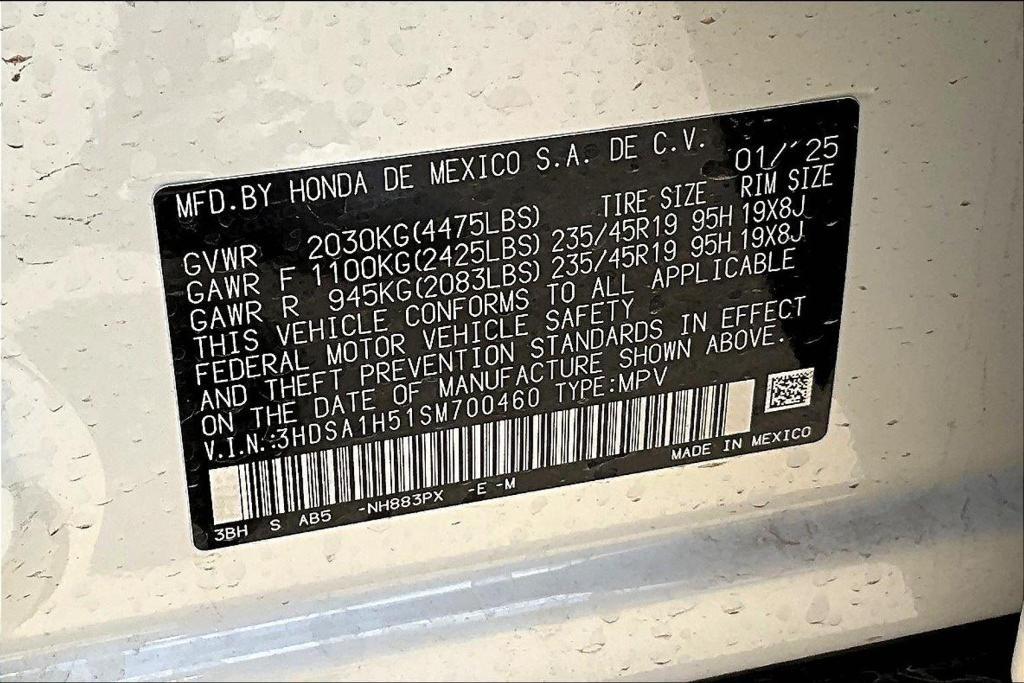 MFD.BY HONDA DE MEXICO S.A. DE C.V. 01/´25
TIRE SIZE RIM SIZE
GVWR 2030KG(4475LBS)
GAWR F 1100KG(2425LBS) 235/45R19 95H 19X8J
GAWR R 945KG(2083LBS) 235/45R19 95H 19X8J
THIS VEHICLE CONFORMS TO ALL APPLICABLE
FEDERAL MOTOR VEHICLE SAFETY
AND THEFT PREVENTION STANDARDS IN EFFECT
ON THE DATE OF MANUFACTURE SHOWN ABOVE.
V.I.N.:3HDSA1H51SM700460 TYPE:MPV
3BH S AB5 -NH883PX -E -M MADE IN MEXICO